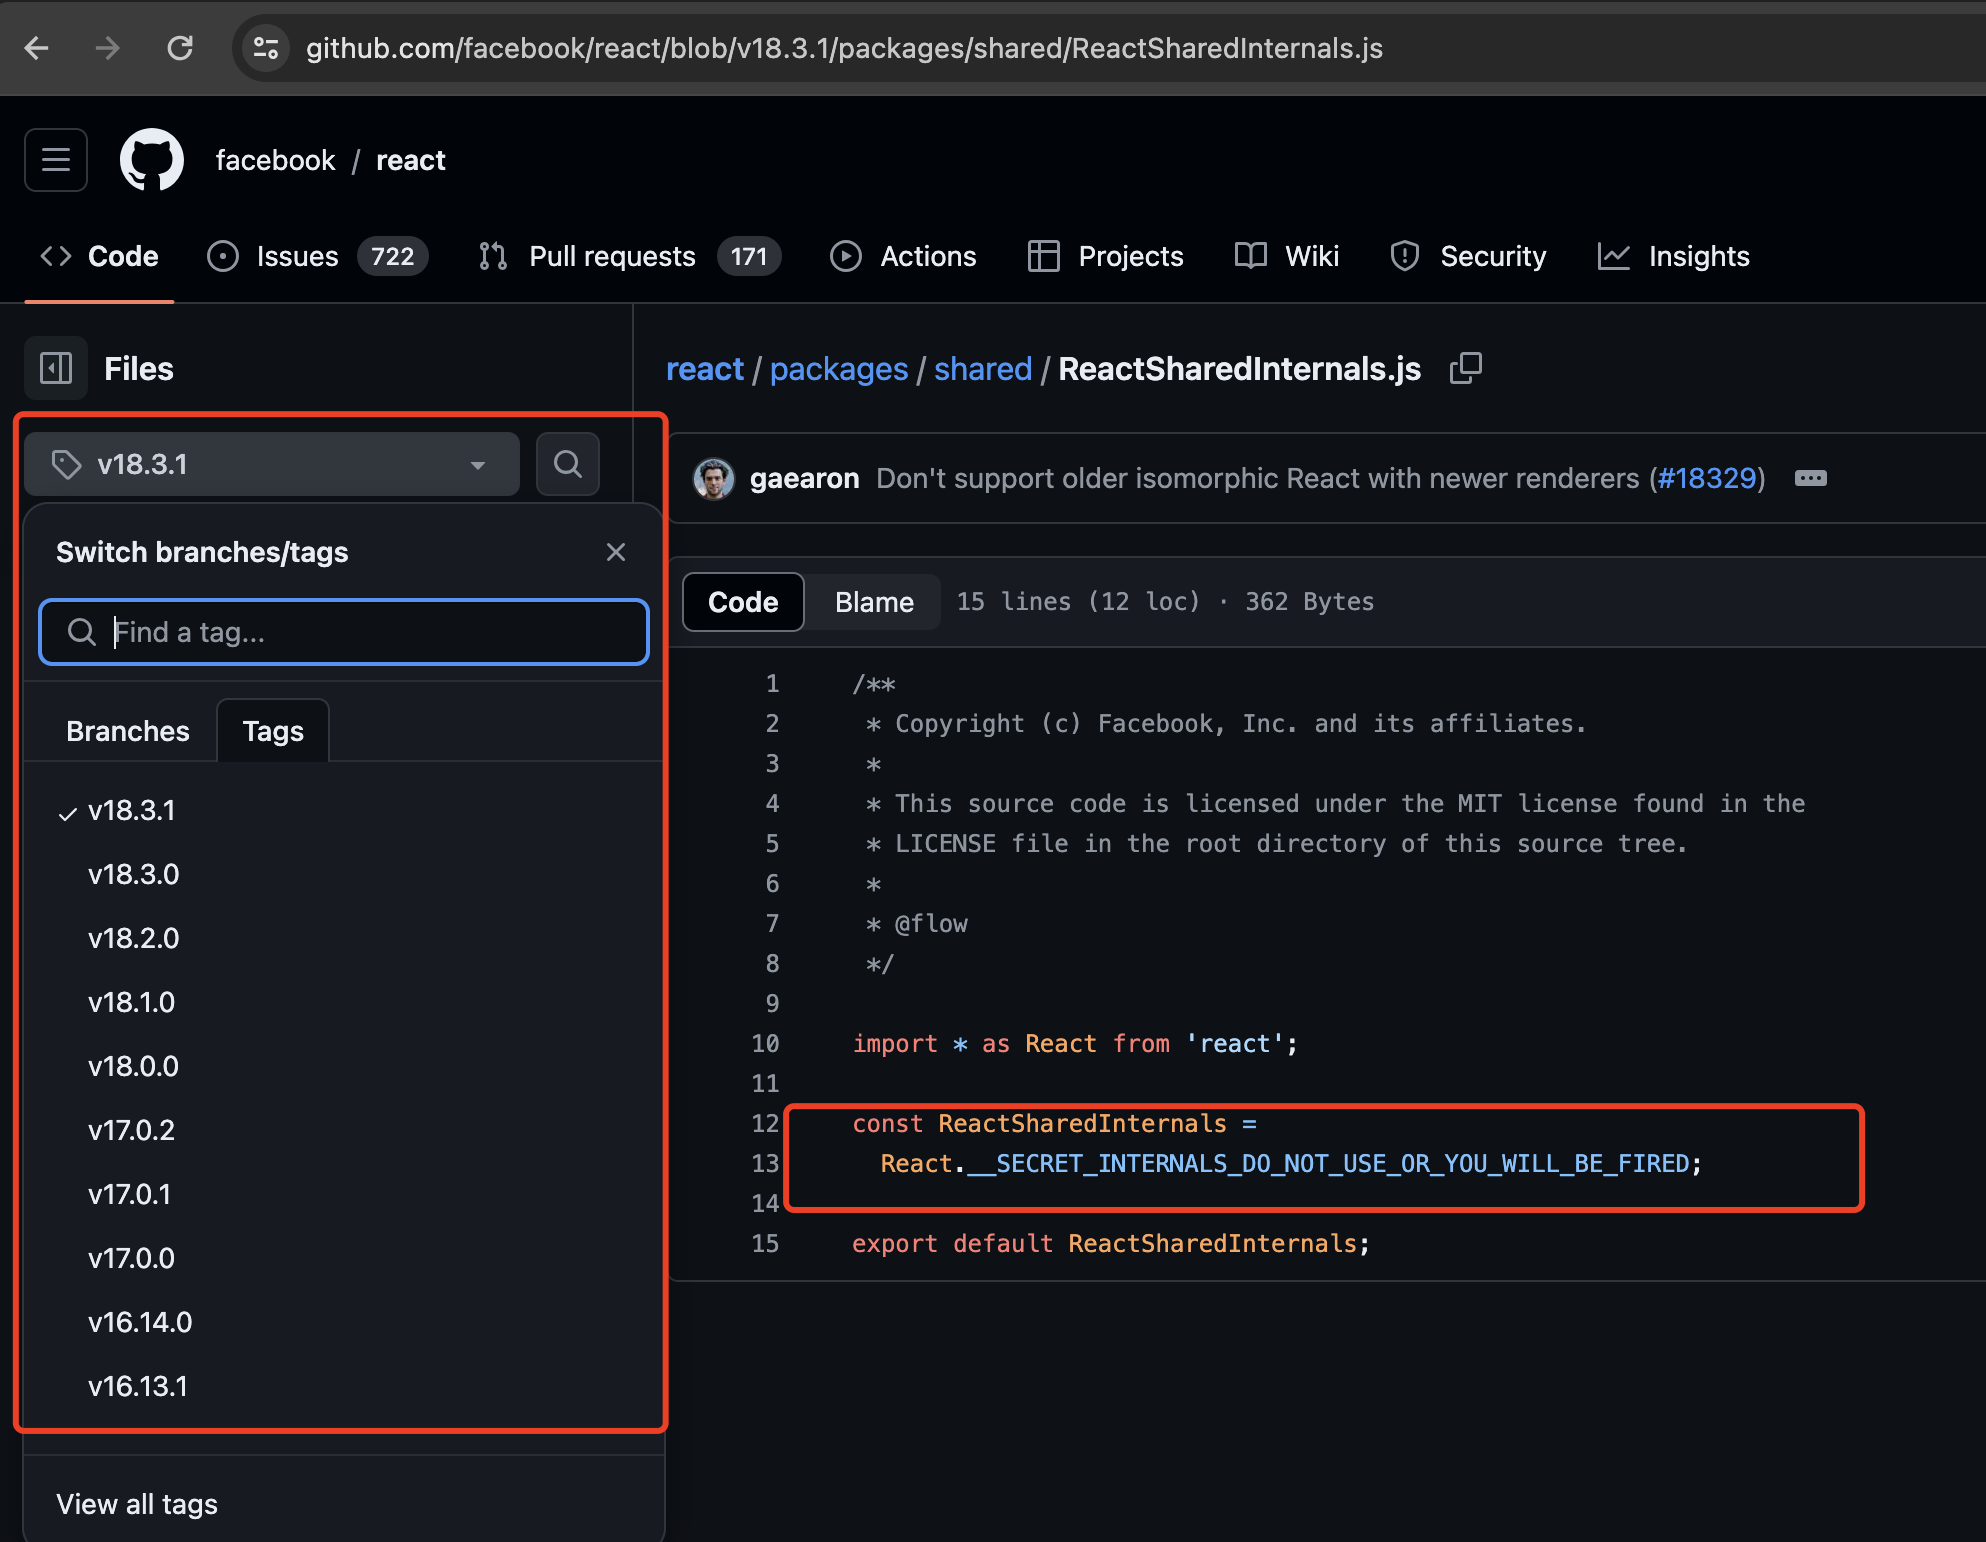 github.com/facebook/react/blob/v18.3.1/packages/shared/ReactSharedInternals.js
facebook / react
Code Issues 722 Pull requests 171 Actions Projects Wiki Security Insights
Files
react / packages / shared / ReactSharedInternals.js
v18.3.1
gaearon Don't support older isomorphic React with newer renderers (#18329)
Switch branches/tags
Find a tag...
Branches Tags
v18.3.1
v18.3.0
v18.2.0
v18.1.0
v18.0.0
v17.0.2
v17.0.1
v17.0.0
v16.14.0
v16.13.1
View all tags
Code Blame 15 lines (12 loc) · 362 Bytes
1 /**
2 * Copyright (c) Facebook, Inc. and its affiliates.
3 *
4 * This source code is licensed under the MIT license found in the
5 * LICENSE file in the root directory of this source tree.
6 *
7 * @flow
8 */
9
10 import * as React from 'react';
11
12 const ReactSharedInternals =
13 React.__SECRET_INTERNALS_DO_NOT_USE_OR_YOU_WILL_BE_FIRED;
14
15 export default ReactSharedInternals;